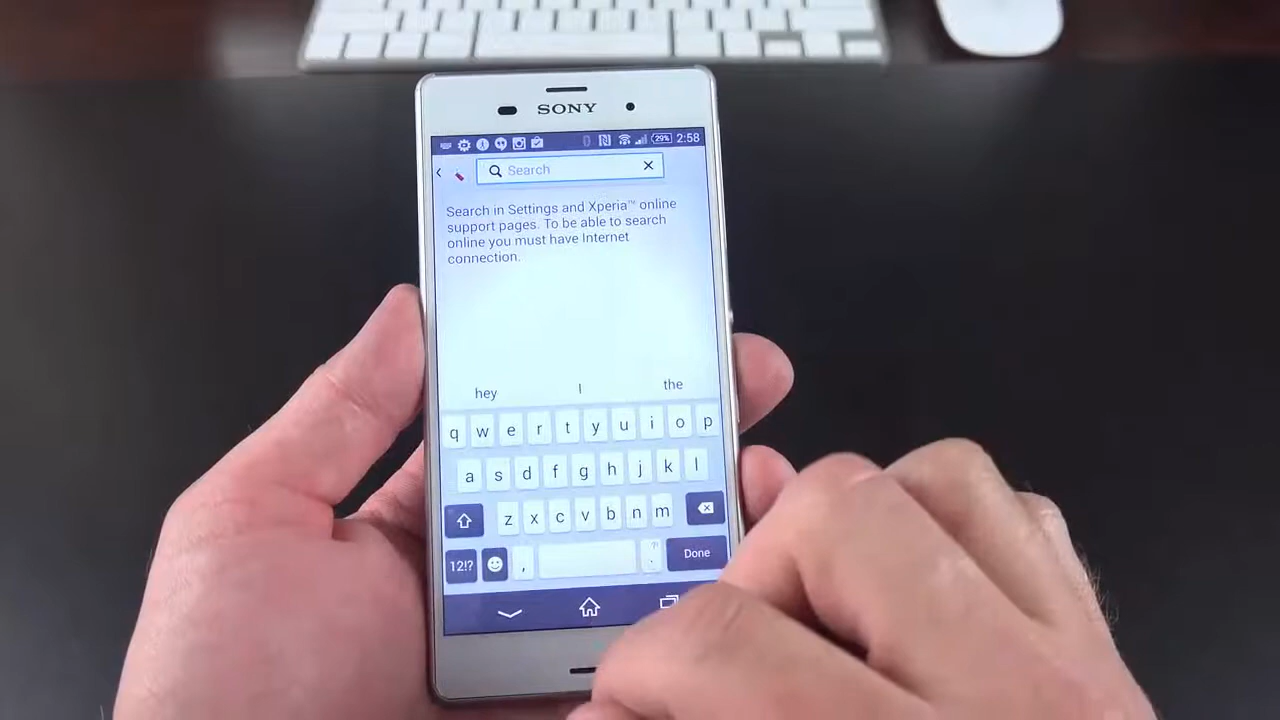 SONY
29% 2:58
Search
Search in Settings and Xperia™ online
support pages. To be able to search
online you must have Internet
connection.
hey I the
q w e r t y u i o p
a s d f g h j k l
z x c v b n m
12!? , ? . Done